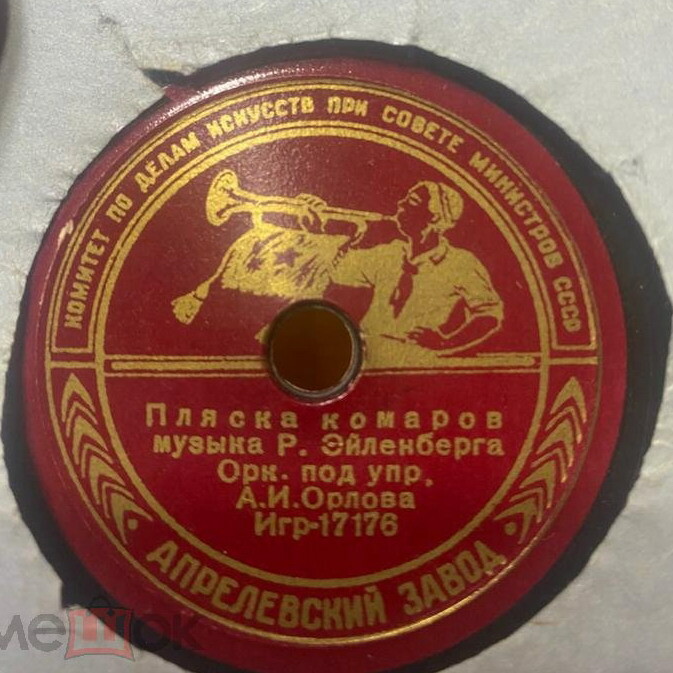 КОМИТЕТ ПО ДЕЛАМ ИСКУССТВ ПРИ СОВЕТЕ МИНИСТРОВ СССР
Пляска комаров
музыка Р. Эйленберга
Орк. под упр.
А.И.Орлова
Игр-17176
АПРЕЛЕВСКИЙ ЗАВОД
мешок